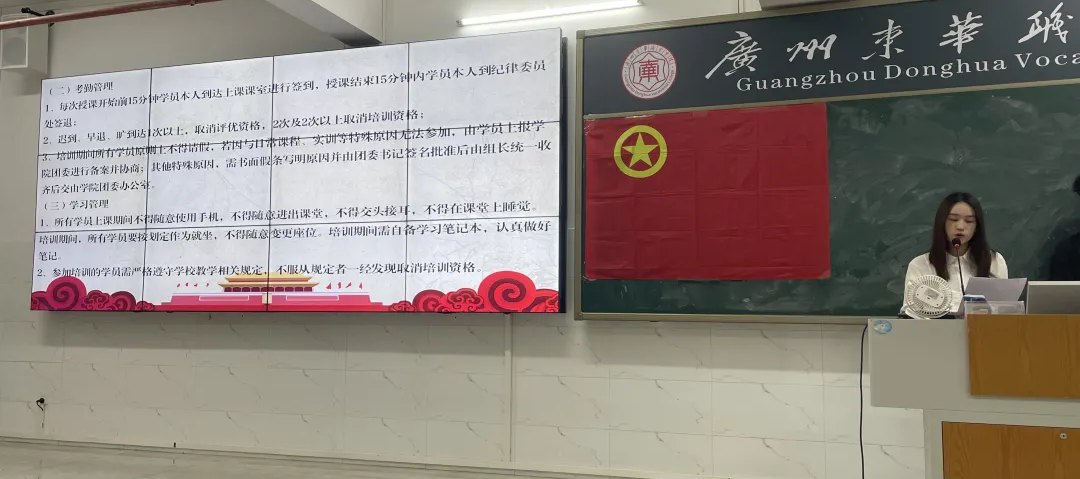 （二）考勤管理
1、每次授课开始前15分钟学员本人到达上课课室进行签到，授课结束15分钟内学员本人到纪律委员
处签退；
2、迟到、早退、旷到达1次以上，取消评优资格，2次及2次以上取消培训资格；
3、培训期间所有学员原则上不得请假，若因与日常课程、实训等特殊原因无法参加，由学员上报学
院团委进行备案并协商；其他特殊原因，需书面假条写明原因并由团委书记签名批准后由组长统一收
齐后交由学院团委办公室。
（三）学习管理
1、所有学员上课期间不得随意使用手机，不得随意进出课堂，不得交头接耳，不得在课堂上睡觉。
培训期间，所有学员要按划定作为就坐，不得随意变更座位。培训期间需自备学习笔记本，认真做好
笔记。
2、参加培训的学员需严格遵守学校教学相关规定，不服从规定者一经发现取消培训资格。
廣州東華職
Guangzhou Donghua Voca